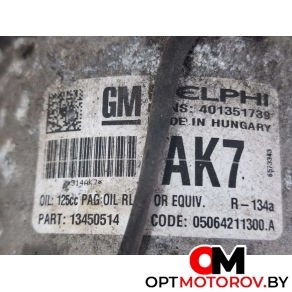 GM
ELPHI
NS: 401351739
DE IN HUNGARY
AK7
OIL: 125cc PAG OIL RL
OR EQUIV.
R-134a
PART: 13450514
CODE: 05064211300.A
OPTMOTOROV.BY